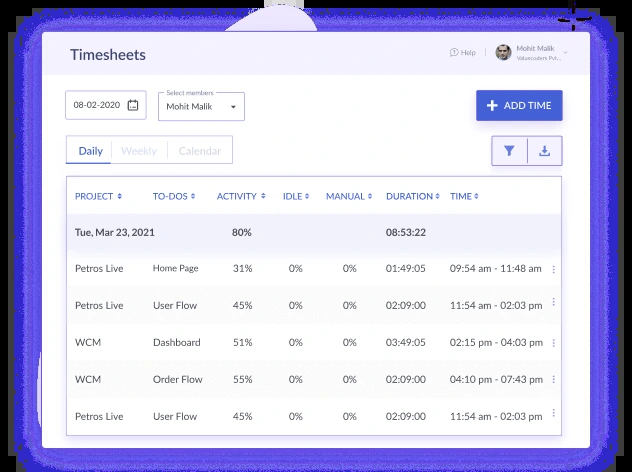 Timesheets
Help
Mohit Malik
Valuecoders Pvt...
08-02-2020
Select members
Mohit Malik
+ ADD TIME
Daily Weekly Calendar
PROJECT TO-DOS ACTIVITY IDLE MANUAL DURATION TIME
Tue, Mar 23, 2021 80% 08:53:22
Petros Live Home Page 31% 0% 0% 01:49:05 09:54 am - 11:48 am
Petros Live User Flow 45% 0% 0% 02:09:00 11:54 am - 02:03 pm
WCM Dashboard 51% 0% 0% 03:49:05 02:15 pm - 04:03 pm
WCM Order Flow 55% 0% 0% 02:09:00 04:10 pm - 07:43 pm
Petros Live User Flow 45% 0% 0% 02:09:00 11:54 am - 02:03 pm